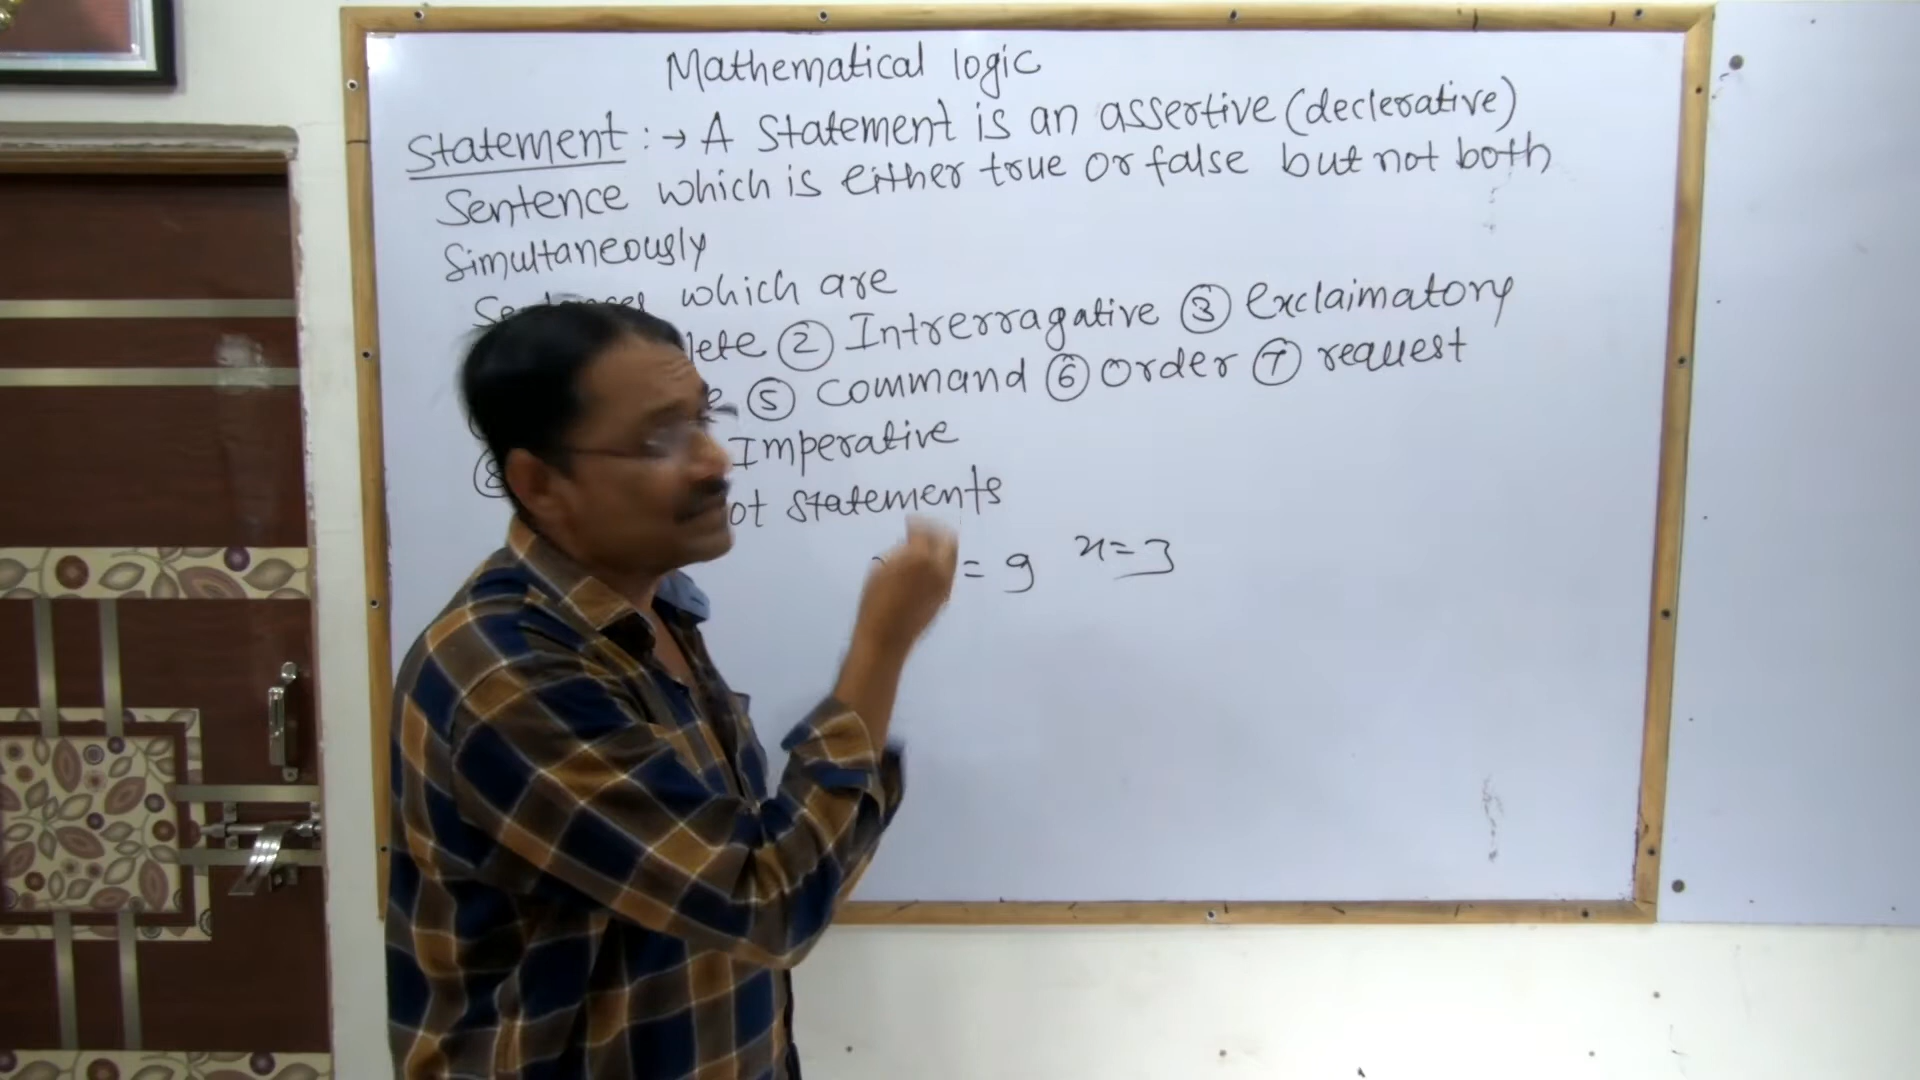 Mathematical logic
Statement :→ A Statement is an assertive (declerative)
Sentence which is either true or false but not both
Simultaneously
which are
② Intrerragative ③ Exclaimatory
⑤ Command ⑥ Order ⑦ request
⑧ Imperative
statements
= 9 x=3